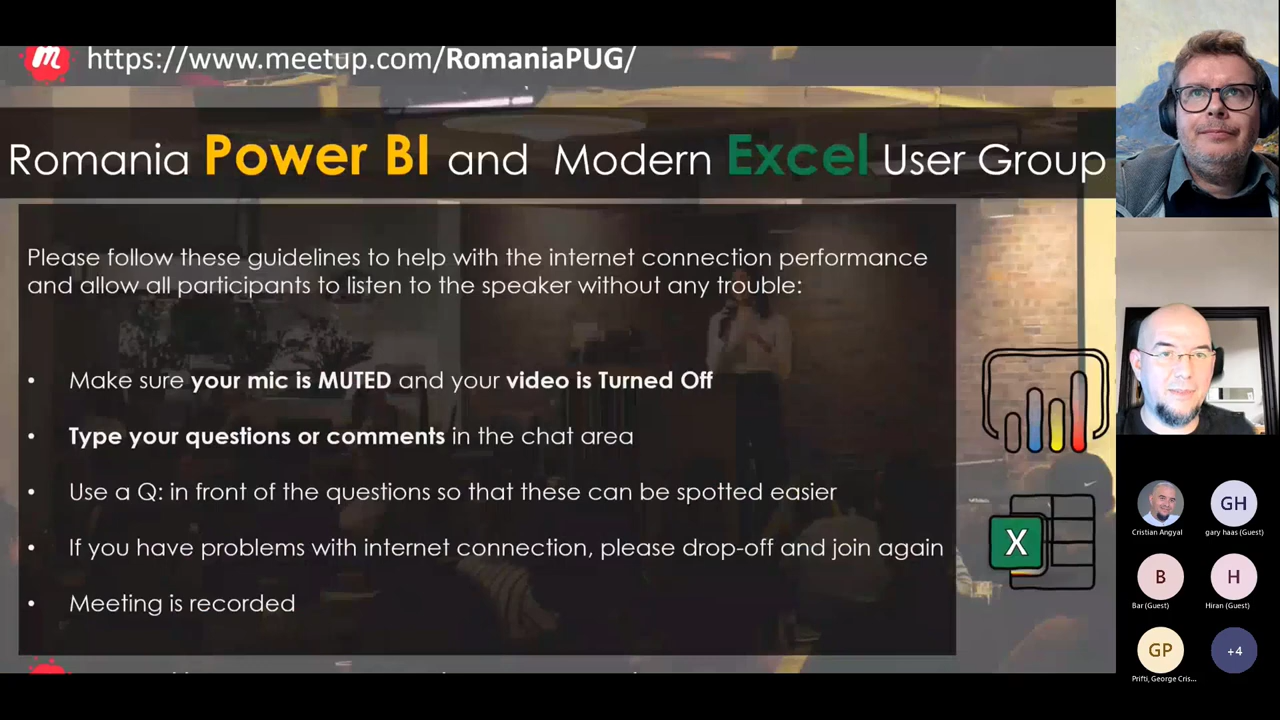 https://www.meetup.com/RomaniaPUG/
Romania Power BI and Modern Excel User Group
Please follow these guidelines to help with the internet connection performance
and allow all participants to listen to the speaker without any trouble:
• Make sure your mic is MUTED and your video is Turned Off
• Type your questions or comments in the chat area
• Use a Q: in front of the questions so that these can be spotted easier
• If you have problems with internet connection, please drop-off and join again
• Meeting is recorded
X
GH
Cristian Angyal
gary haas (Guest)
B
H
Bar (Guest)
Hiran (Guest)
GP
+4
Prifti, George Cris...